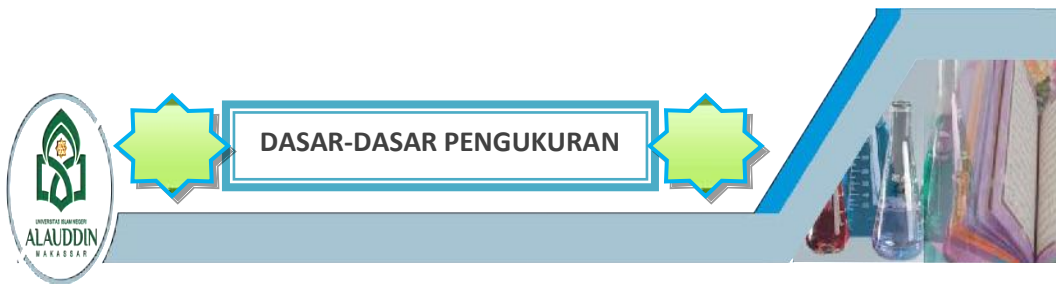 DASAR-DASAR PENGUKURAN
UNIVERSITAS ISLAM NEGERI
ALAUDDIN
MAKASSAR